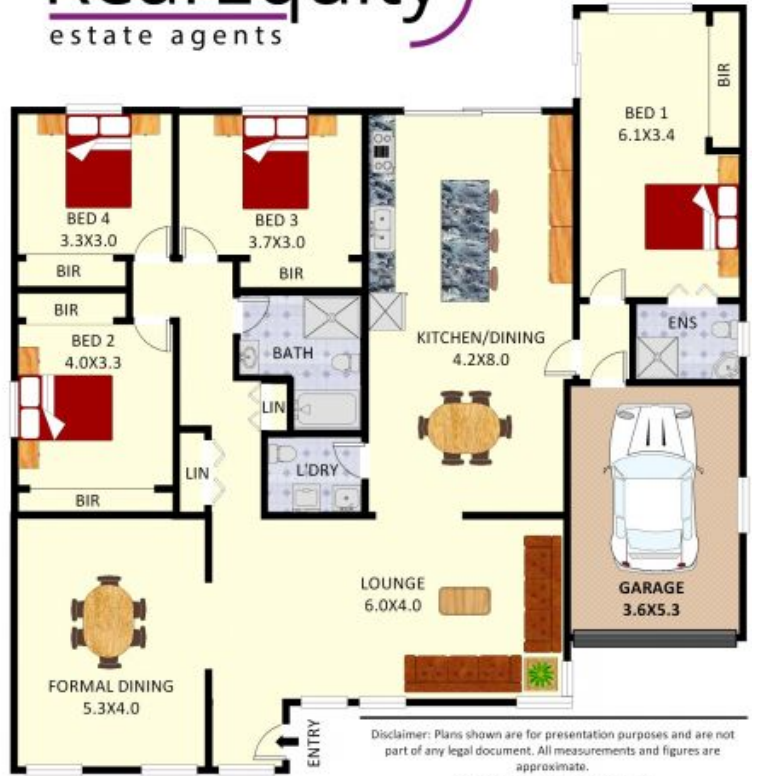 estate agents
BIR
BED 1
6.1X3.4
BED 4
3.3X3.0
BIR
BED 3
3.7X3.0
BIR
BIR
BED 2
4.0X3.3
BIR
BATH
LIN
LIN
L'DRY
KITCHEN/DINING
4.2X8.0
ENS
GARAGE
3.6X5.3
LOUNGE
6.0X4.0
FORMAL DINING
5.3X4.0
ENTRY
Disclaimer: Plans shown are for presentation purposes and are not
part of any legal document. All measurements and figures are
approximate.